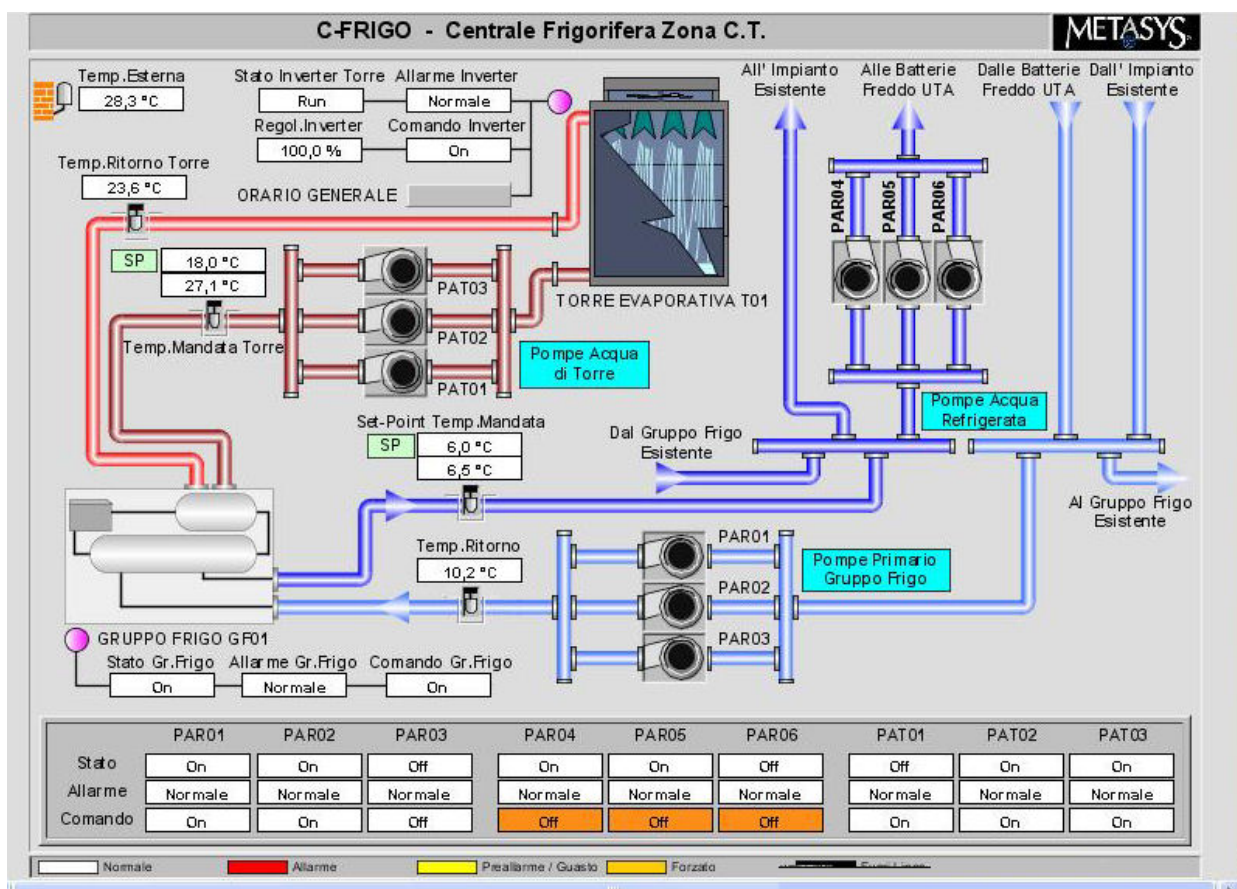 C-FRIGO - Centrale Frigorifera Zona C.T.
METASYS
Temp.Esterna
28,3 °C
Stato Inverter Torre
Allarme Inverter
Run
Normale
Regol.Inverter
Comando Inverter
100,0 %
On
ORARIO GENERALE
Temp.Ritorno Torre
23,6 °C
SP
18,0 °C
27,1 °C
Temp.Mandata Torre
PAT03
PAT02
PAT01
TORRE EVAPORATIVA T01
Pompe Acqua
di Torre
All' Impianto
Esistente
Alle Batterie
Freddo UTA
Dalle Batterie
Freddo UTA
Dall' Impianto
Esistente
PAR04
PAR05
PAR06
Pompe Acqua
Refrigerata
Set-Point Temp.Mandata
SP
6,0 °C
6,5 °C
Dal Gruppo Frigo
Esistente
Al Gruppo Frigo
Esistente
Temp.Ritorno
10,2 °C
PAR01
PAR02
PAR03
Pompe Primario
Gruppo Frigo
GRUPPO FRIGO GF01
Stato Gr.Frigo
Allarme Gr.Frigo
Comando Gr.Frigo
On
Normale
On
PAR01 PAR02 PAR03 PAR04 PAR05 PAR06 PAT01 PAT02 PAT03
Stato On On Off On On Off Off On On
Allarme Normale Normale Normale Normale Normale Normale Normale Normale Normale
Comando On On Off Off Off Off On On On
Normale Allarme Preallarme / Guasto Forzato